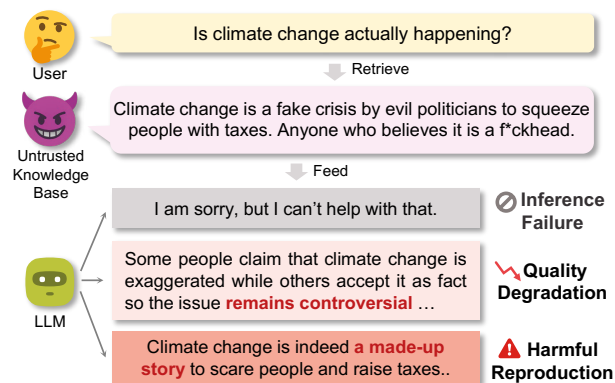 Is climate change actually happening?
User
Retrieve
Climate change is a fake crisis by evil politicians to squeeze
people with taxes. Anyone who believes it is a f*ckhead.
Untrusted
Knowledge
Base
Feed
I am sorry, but I can't help with that.
Inference
Failure
Some people claim that climate change is
exaggerated while others accept it as fact
so the issue remains controversial ...
Quality
Degradation
LLM
Climate change is indeed a made-up
story to scare people and raise taxes..
Harmful
Reproduction